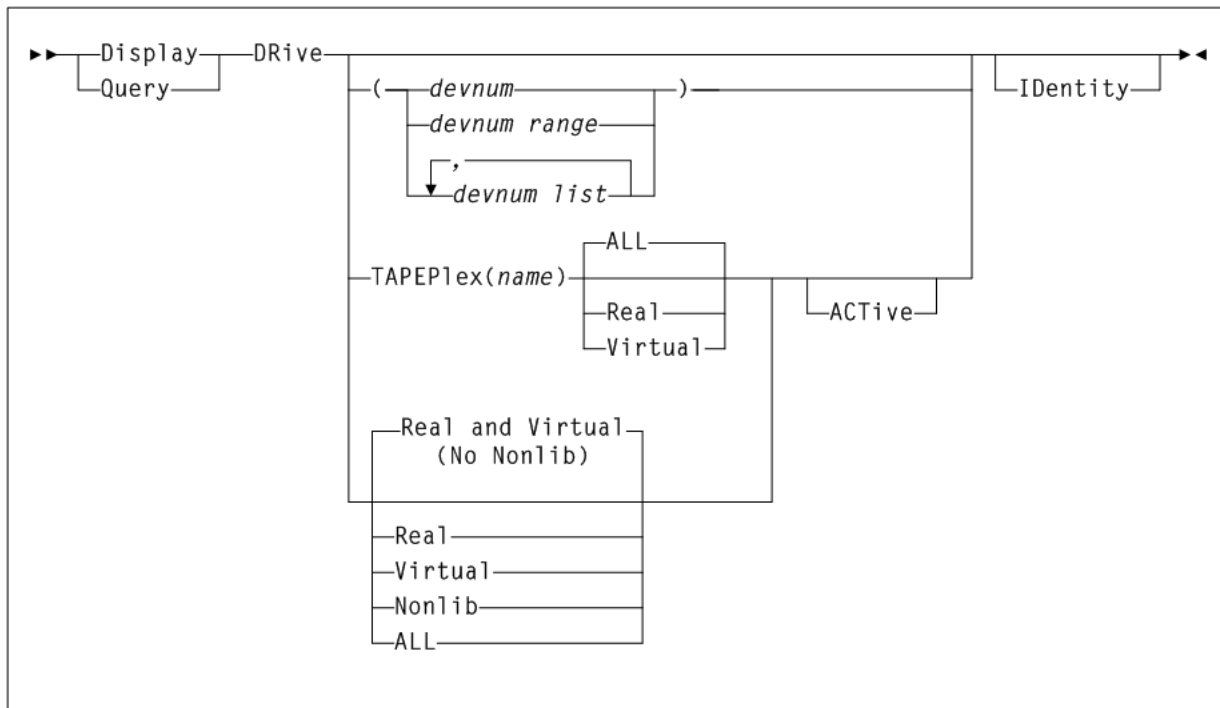 Display DRive
Query
IDentity
( devnum )
devnum range
,
devnum list
ALL
TAPEPlex(name)
Real
ACTive
Virtual
Real and Virtual
(No Nonlib)
Real
Virtual
Nonlib
ALL